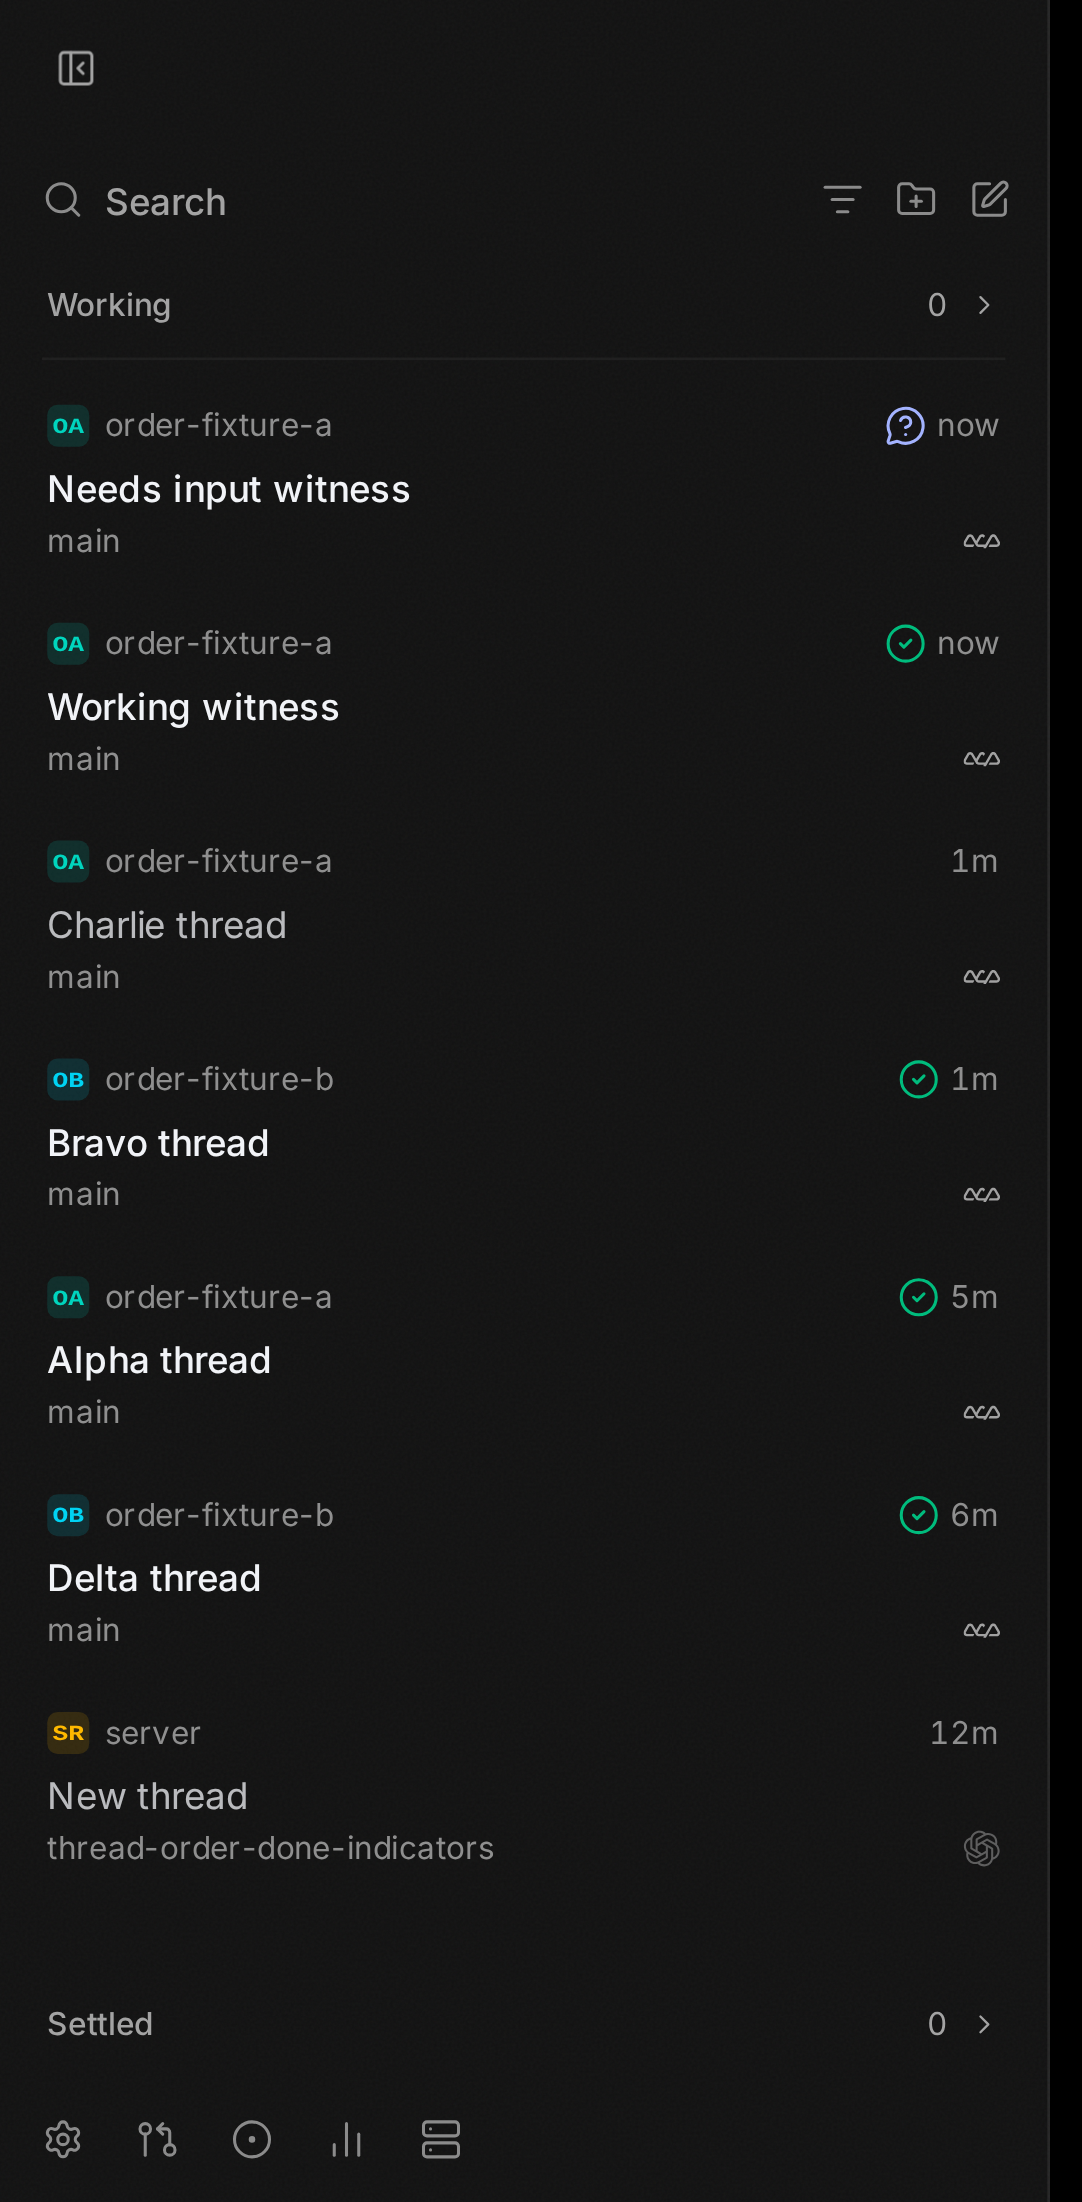 Search
Working 0
OA order-fixture-a now
Needs input witness
main
OA order-fixture-a now
Working witness
main
OA order-fixture-a 1m
Charlie thread
main
OB order-fixture-b 1m
Bravo thread
main
OA order-fixture-a 5m
Alpha thread
main
OB order-fixture-b 6m
Delta thread
main
SR server 12m
New thread
thread-order-done-indicators
Settled 0